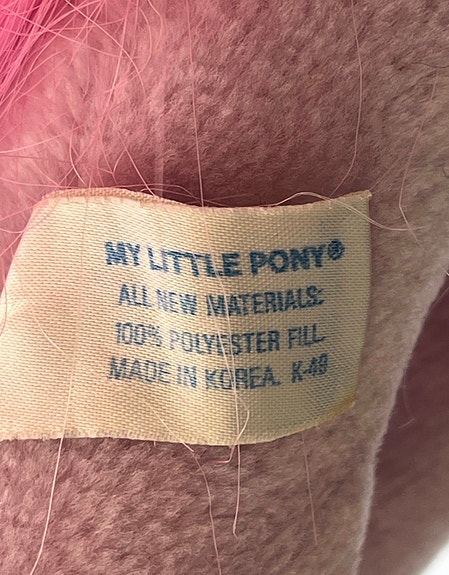 MY LITTLE PONY®
ALL NEW MATERIALS:
100% POLYESTER FILL.
MADE IN KOREA. K-49